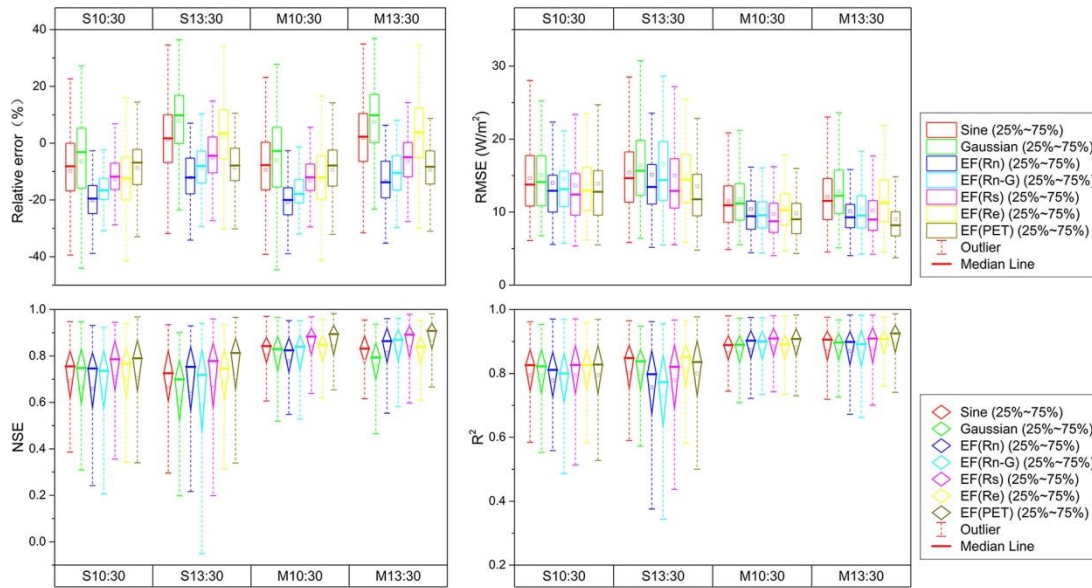 S10:30 S13:30 M10:30 M13:30
S10:30 S13:30 M10:30 M13:30
40
20
0
-20
-40
Relative error (%)
30
20
10
0
RMSE (W/m²)
Sine (25%~75%)
Gaussian (25%~75%)
EF(Rn) (25%~75%)
EF(Rn-G) (25%~75%)
EF(Rs) (25%~75%)
EF(Re) (25%~75%)
EF(PET) (25%~75%)
Outlier
Median Line
1.0
0.8
0.6
0.4
0.2
0.0
NSE
S10:30 S13:30 M10:30 M13:30
1.0
0.8
0.6
0.4
0.2
R²
S10:30 S13:30 M10:30 M13:30
Sine (25%~75%)
Gaussian (25%~75%)
EF(Rn) (25%~75%)
EF(Rn-G) (25%~75%)
EF(Rs) (25%~75%)
EF(Re) (25%~75%)
EF(PET) (25%~75%)
Outlier
Median Line